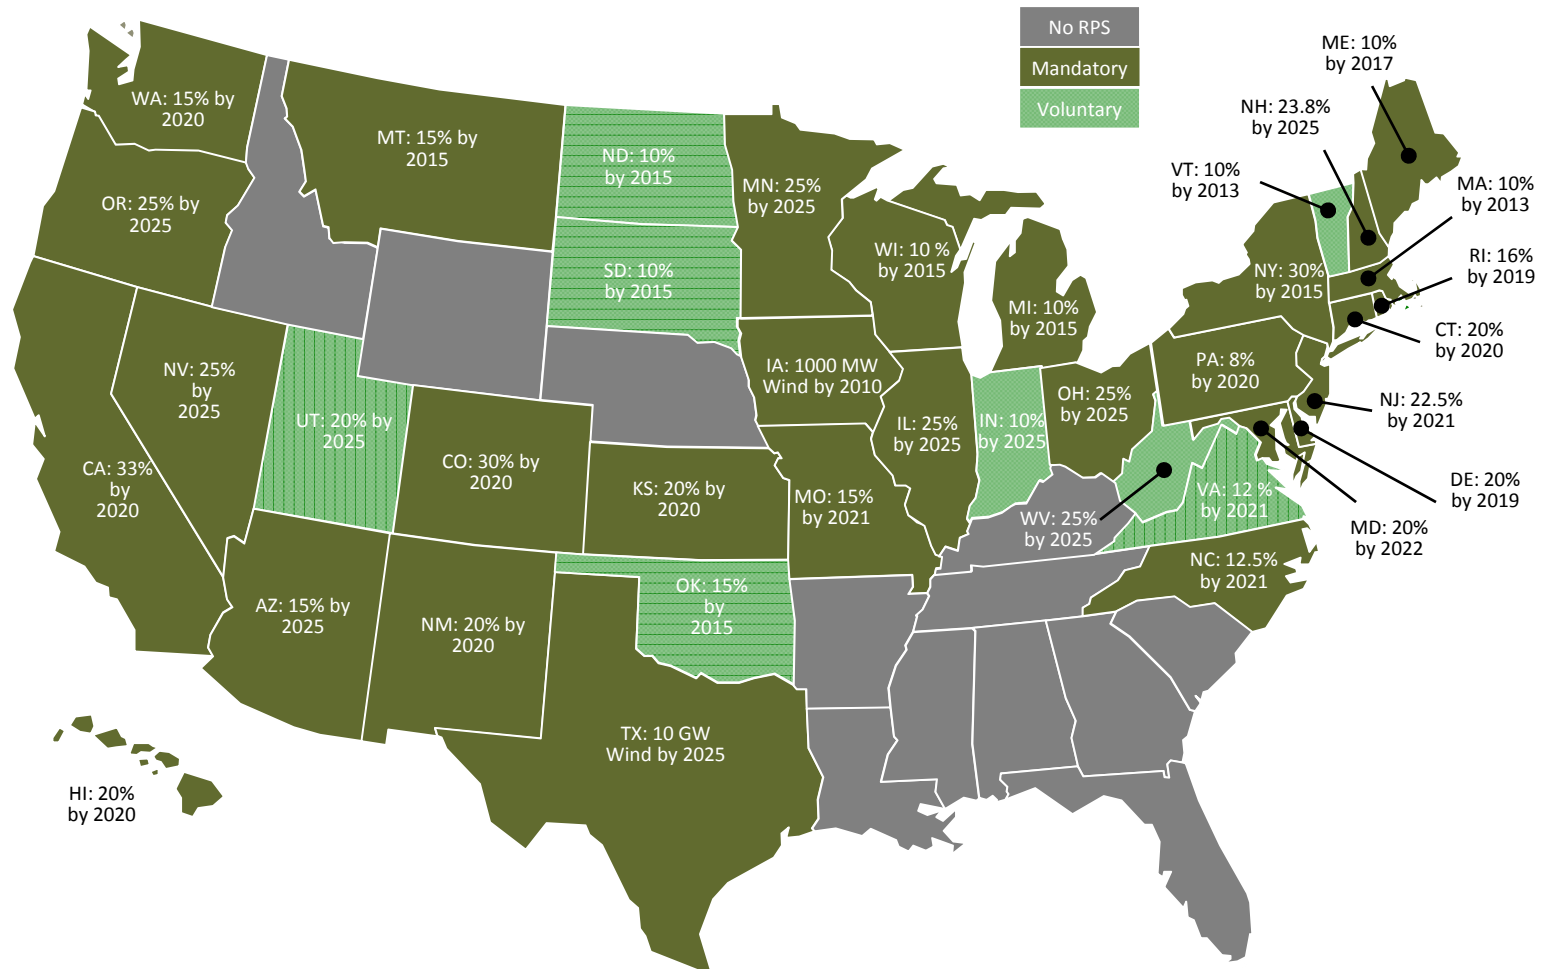 No RPS
Mandatory
Voluntary
ME: 10%
by 2017
NH: 23.8%
by 2025
VT: 10%
by 2013
MA: 10%
by 2013
RI: 16%
by 2019
CT: 20%
by 2020
NJ: 22.5%
by 2021
DE: 20%
by 2019
MD: 20%
by 2022
WA: 15% by
2020
MT: 15% by
2015
ND: 10%
by 2015
MN: 25%
by 2025
OR: 25% by
2025
SD: 10%
by 2015
WI: 10 %
by 2015
MI: 10%
by 2015
NY: 30%
by 2015
NV: 25%
by
2025
UT: 20% by
2025
IA: 1000 MW
Wind by 2010
PA: 8%
by 2020
OH: 25%
by 2025
IL: 25%
by 2025
IN: 10%
by 2025
CA: 33%
by
2020
CO: 30% by
2020
KS: 20% by
2020
MO: 15%
by 2021
WV: 25%
by 2025
VA: 12 %
by 2021
NC: 12.5%
by 2021
AZ: 15% by
2025
NM: 20% by
2020
OK: 15%
by
2015
TX: 10 GW
Wind by 2025
HI: 20%
by 2020